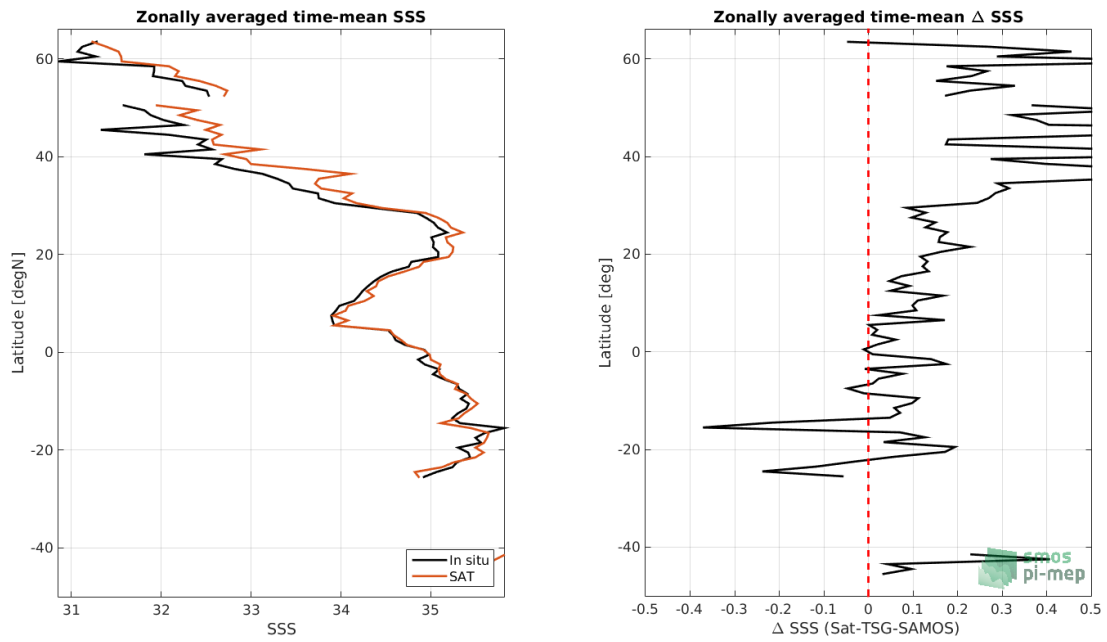 Zonally averaged time-mean SSS
60
40
20
0
-20
-40
Latitude [degN]
31
32
33
34
35
SSS
In situ
SAT
Zonally averaged time-mean Δ SSS
60
40
20
0
-20
-40
Latitude [deg]
-0.5
-0.4
-0.3
-0.2
-0.1
0
0.1
0.2
0.3
0.4
0.5
Δ SSS (Sat-TSG-SAMOS)
smos
pi-mep